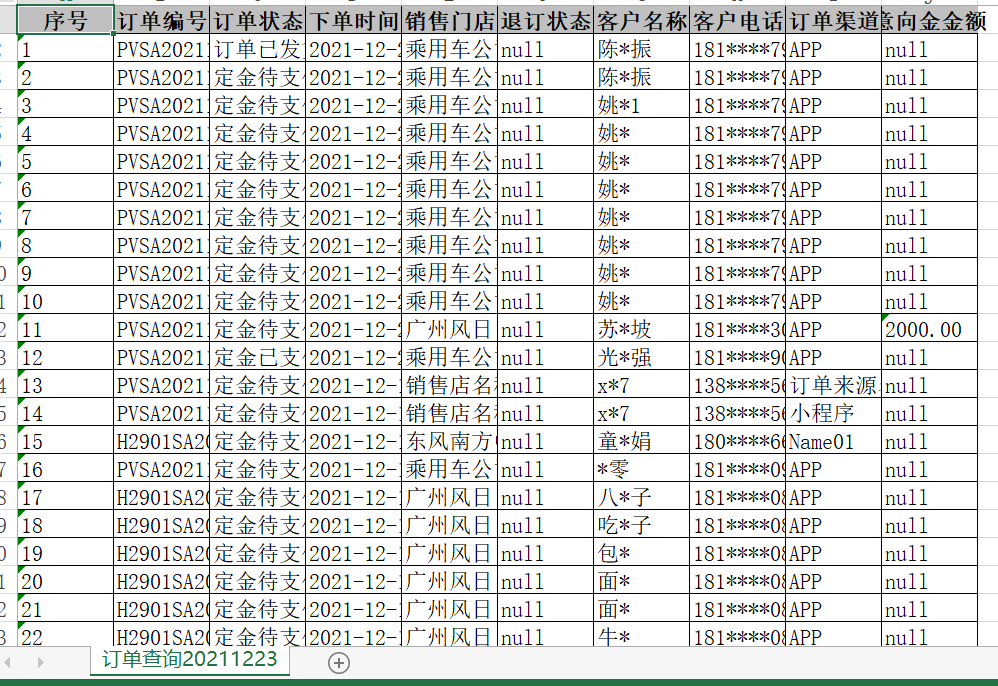 序号 订单编号 订单状态 下单时间 销售门店 退订状态 客户名称 客户电话 订单渠道 意向金金额
1 PVSA2021 订单已发 2021-12-2 乘用车公 null 陈*振 181****79 APP null
2 PVSA2021 定金待支 2021-12-2 乘用车公 null 陈*振 181****79 APP null
3 PVSA2021 定金待支 2021-12-2 乘用车公 null 姚*1 181****79 APP null
4 PVSA2021 定金待支 2021-12-2 乘用车公 null 姚* 181****79 APP null
5 PVSA2021 定金待支 2021-12-2 乘用车公 null 姚* 181****79 APP null
6 PVSA2021 定金待支 2021-12-2 乘用车公 null 姚* 181****79 APP null
7 PVSA2021 定金待支 2021-12-2 乘用车公 null 姚* 181****79 APP null
8 PVSA2021 定金待支 2021-12-2 乘用车公 null 姚* 181****79 APP null
9 PVSA2021 定金待支 2021-12-2 乘用车公 null 姚* 181****79 APP null
10 PVSA2021 定金待支 2021-12-2 乘用车公 null 姚* 181****79 APP null
11 PVSA2021 定金待支 2021-12-2 广州风日 null 苏*坡 181****30 APP 2000.00
12 PVSA2021 定金已支 2021-12-2 乘用车公 null 光*强 181****90 APP null
13 PVSA2021 定金待支 2021-12- 销售店名称 null x*7 138****56 订单来源 null
14 PVSA2021 定金待支 2021-12- 销售店名称 null x*7 138****56 小程序 null
15 H2901SA20 定金待支 2021-12- 东风南方 null 童*娟 180****66 Name01 null
16 PVSA2021 定金待支 2021-12- 乘用车公 null *零 181****09 APP null
17 H2901SA20 定金待支 2021-12- 广州风日 null 八*子 181****08 APP null
18 H2901SA20 定金待支 2021-12- 广州风日 null 吃*子 181****08 APP null
19 H2901SA20 定金待支 2021-12- 广州风日 null 包* 181****08 APP null
20 H2901SA20 定金待支 2021-12- 广州风日 null 面* 181****08 APP null
21 H2901SA20 定金待支 2021-12- 广州风日 null 面* 181****08 APP null
22 H2901SA20 定金待支 2021-12- 广州风日 null 牛* 181****08 APP null
订单查询20211223